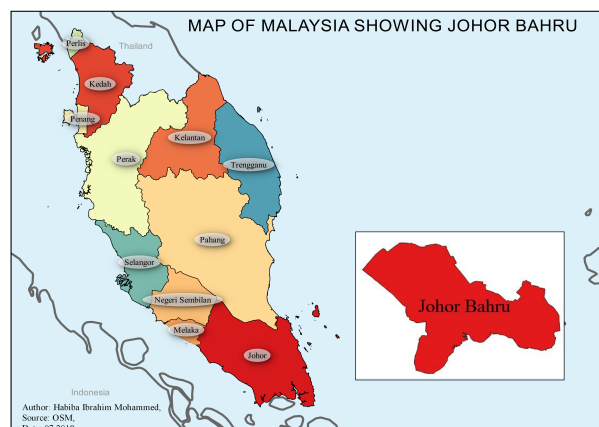 MAP OF MALAYSIA SHOWING JOHOR BAHRU
Thailand
Perlis
Kedah
Penang
Kelantan
Perak
Trengganu
Pahang
Selangor
Negeri Sembilan
Melaka
Johor
Johor Bahru
Indonesia
Author: Habiba Ibrahim Mohammed,
Source: OSM,